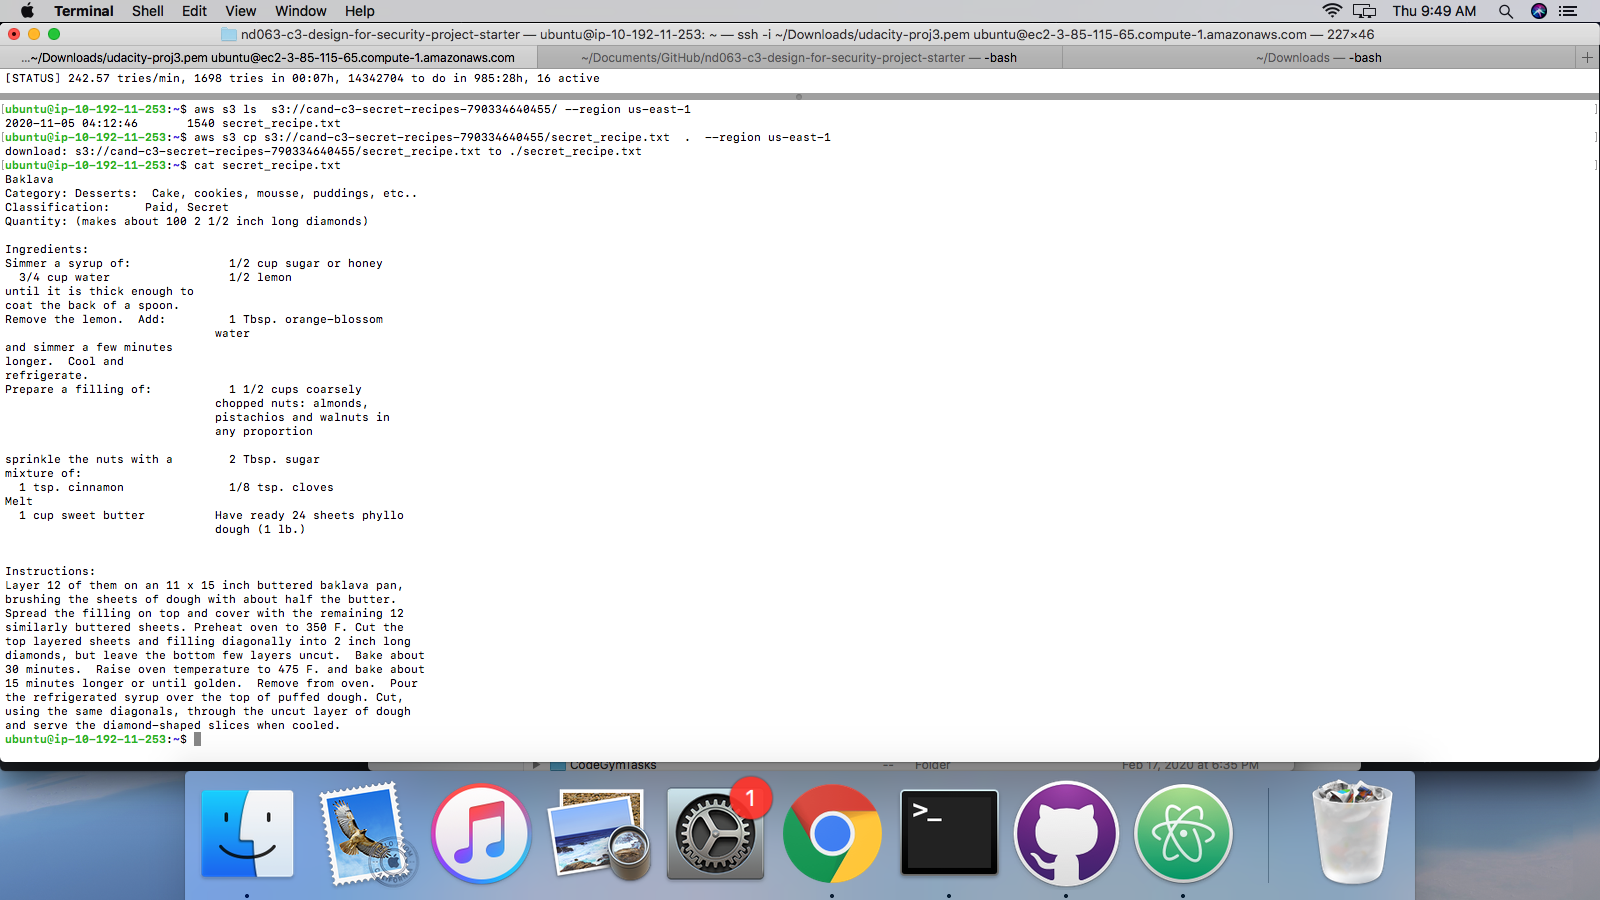 Terminal Shell Edit View Window Help Thu 9:49 AM
nd063-c3-design-for-security-project-starter — ubuntu@ip-10-192-11-253: ~ — ssh -i ~/Downloads/udacity-proj3.pem ubuntu@ec2-3-85-115-65.compute-1.amazonaws.com — 227×46
...~/Downloads/udacity-proj3.pem ubuntu@ec2-3-85-115-65.compute-1.amazonaws.com ~/Documents/GitHub/nd063-c3-design-for-security-project-starter — -bash ~/Downloads — -bash +
[STATUS] 242.57 tries/min, 1698 tries in 00:07h, 14342704 to do in 985:28h, 16 active
[ubuntu@ip-10-192-11-253:~$ aws s3 ls  s3://cand-c3-secret-recipes-790334640455/ --region us-east-1 ]
2020-11-05 04:12:46       1540 secret_recipe.txt
[ubuntu@ip-10-192-11-253:~$ aws s3 cp s3://cand-c3-secret-recipes-790334640455/secret_recipe.txt  .  --region us-east-1 ]
download: s3://cand-c3-secret-recipes-790334640455/secret_recipe.txt to ./secret_recipe.txt
[ubuntu@ip-10-192-11-253:~$ cat secret_recipe.txt ]
Baklava
Category: Desserts:  Cake, cookies, mousse, puddings, etc..
Classification:     Paid, Secret
Quantity: (makes about 100 2 1/2 inch long diamonds)
Ingredients:
Simmer a syrup of:              1/2 cup sugar or honey
  3/4 cup water                 1/2 lemon
until it is thick enough to
coat the back of a spoon.
Remove the lemon.  Add:         1 Tbsp. orange-blossom
                              water
and simmer a few minutes
longer.  Cool and
refrigerate.
Prepare a filling of:           1 1/2 cups coarsely
                              chopped nuts: almonds,
                              pistachios and walnuts in
                              any proportion
sprinkle the nuts with a        2 Tbsp. sugar
mixture of:
  1 tsp. cinnamon               1/8 tsp. cloves
Melt
  1 cup sweet butter          Have ready 24 sheets phyllo
                              dough (1 lb.)
Instructions:
Layer 12 of them on an 11 x 15 inch buttered baklava pan,
brushing the sheets of dough with about half the butter.
Spread the filling on top and cover with the remaining 12
similarly buttered sheets. Preheat oven to 350 F. Cut the
top layered sheets and filling diagonally into 2 inch long
diamonds, but leave the bottom few layers uncut.  Bake about
30 minutes.  Raise oven temperature to 475 F. and bake about
15 minutes longer or until golden.  Remove from oven.  Pour
the refrigerated syrup over the top of puffed dough. Cut,
using the same diagonals, through the uncut layer of dough
and serve the diamond-shaped slices when cooled.
ubuntu@ip-10-192-11-253:~$
CodeGymTasks -- Folder Feb 17, 2020 at 6:35 PM
1
>_